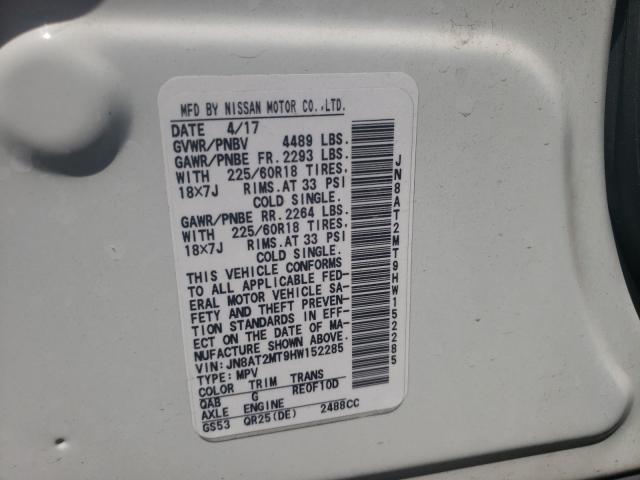 MFD BY NISSAN MOTOR CO.,LTD.
DATE 4/17
GVWR/PNBV 4489 LBS.
GAWR/PNBE FR. 2293 LBS.
WITH 225/60R18 TIRES,
18×7J RIMS.AT 33 PSI
COLD SINGLE.
GAWR/PNBE RR. 2264 LBS.
WITH 225/60R18 TIRES,
18×7J RIMS.AT 33 PSI
COLD SINGLE.
THIS VEHICLE CONFORMS
TO ALL APPLICABLE FED-
ERAL MOTOR VEHICLE SA-
FETY AND THEFT PREVEN-
TION STANDARDS IN EFF-
ECT ON THE DATE OF MA-
NUFACTURE SHOWN ABOVE.
VIN:JN8AT2MT9HW152285
TYPE:MPV
COLOR TRIM TRANS
QAB G RE0F10D
AXLE ENGINE
GS53 QR25(DE) 2488CC
JN8AT2MT9HW152285